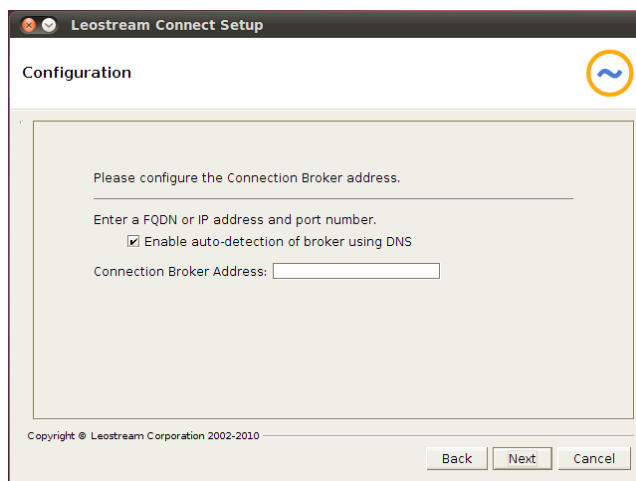 Leostream Connect Setup
Configuration
Please configure the Connection Broker address.
Enter a FQDN or IP address and port number.
Enable auto-detection of broker using DNS
Connection Broker Address:
Copyright © Leostream Corporation 2002-2010
Back Next Cancel